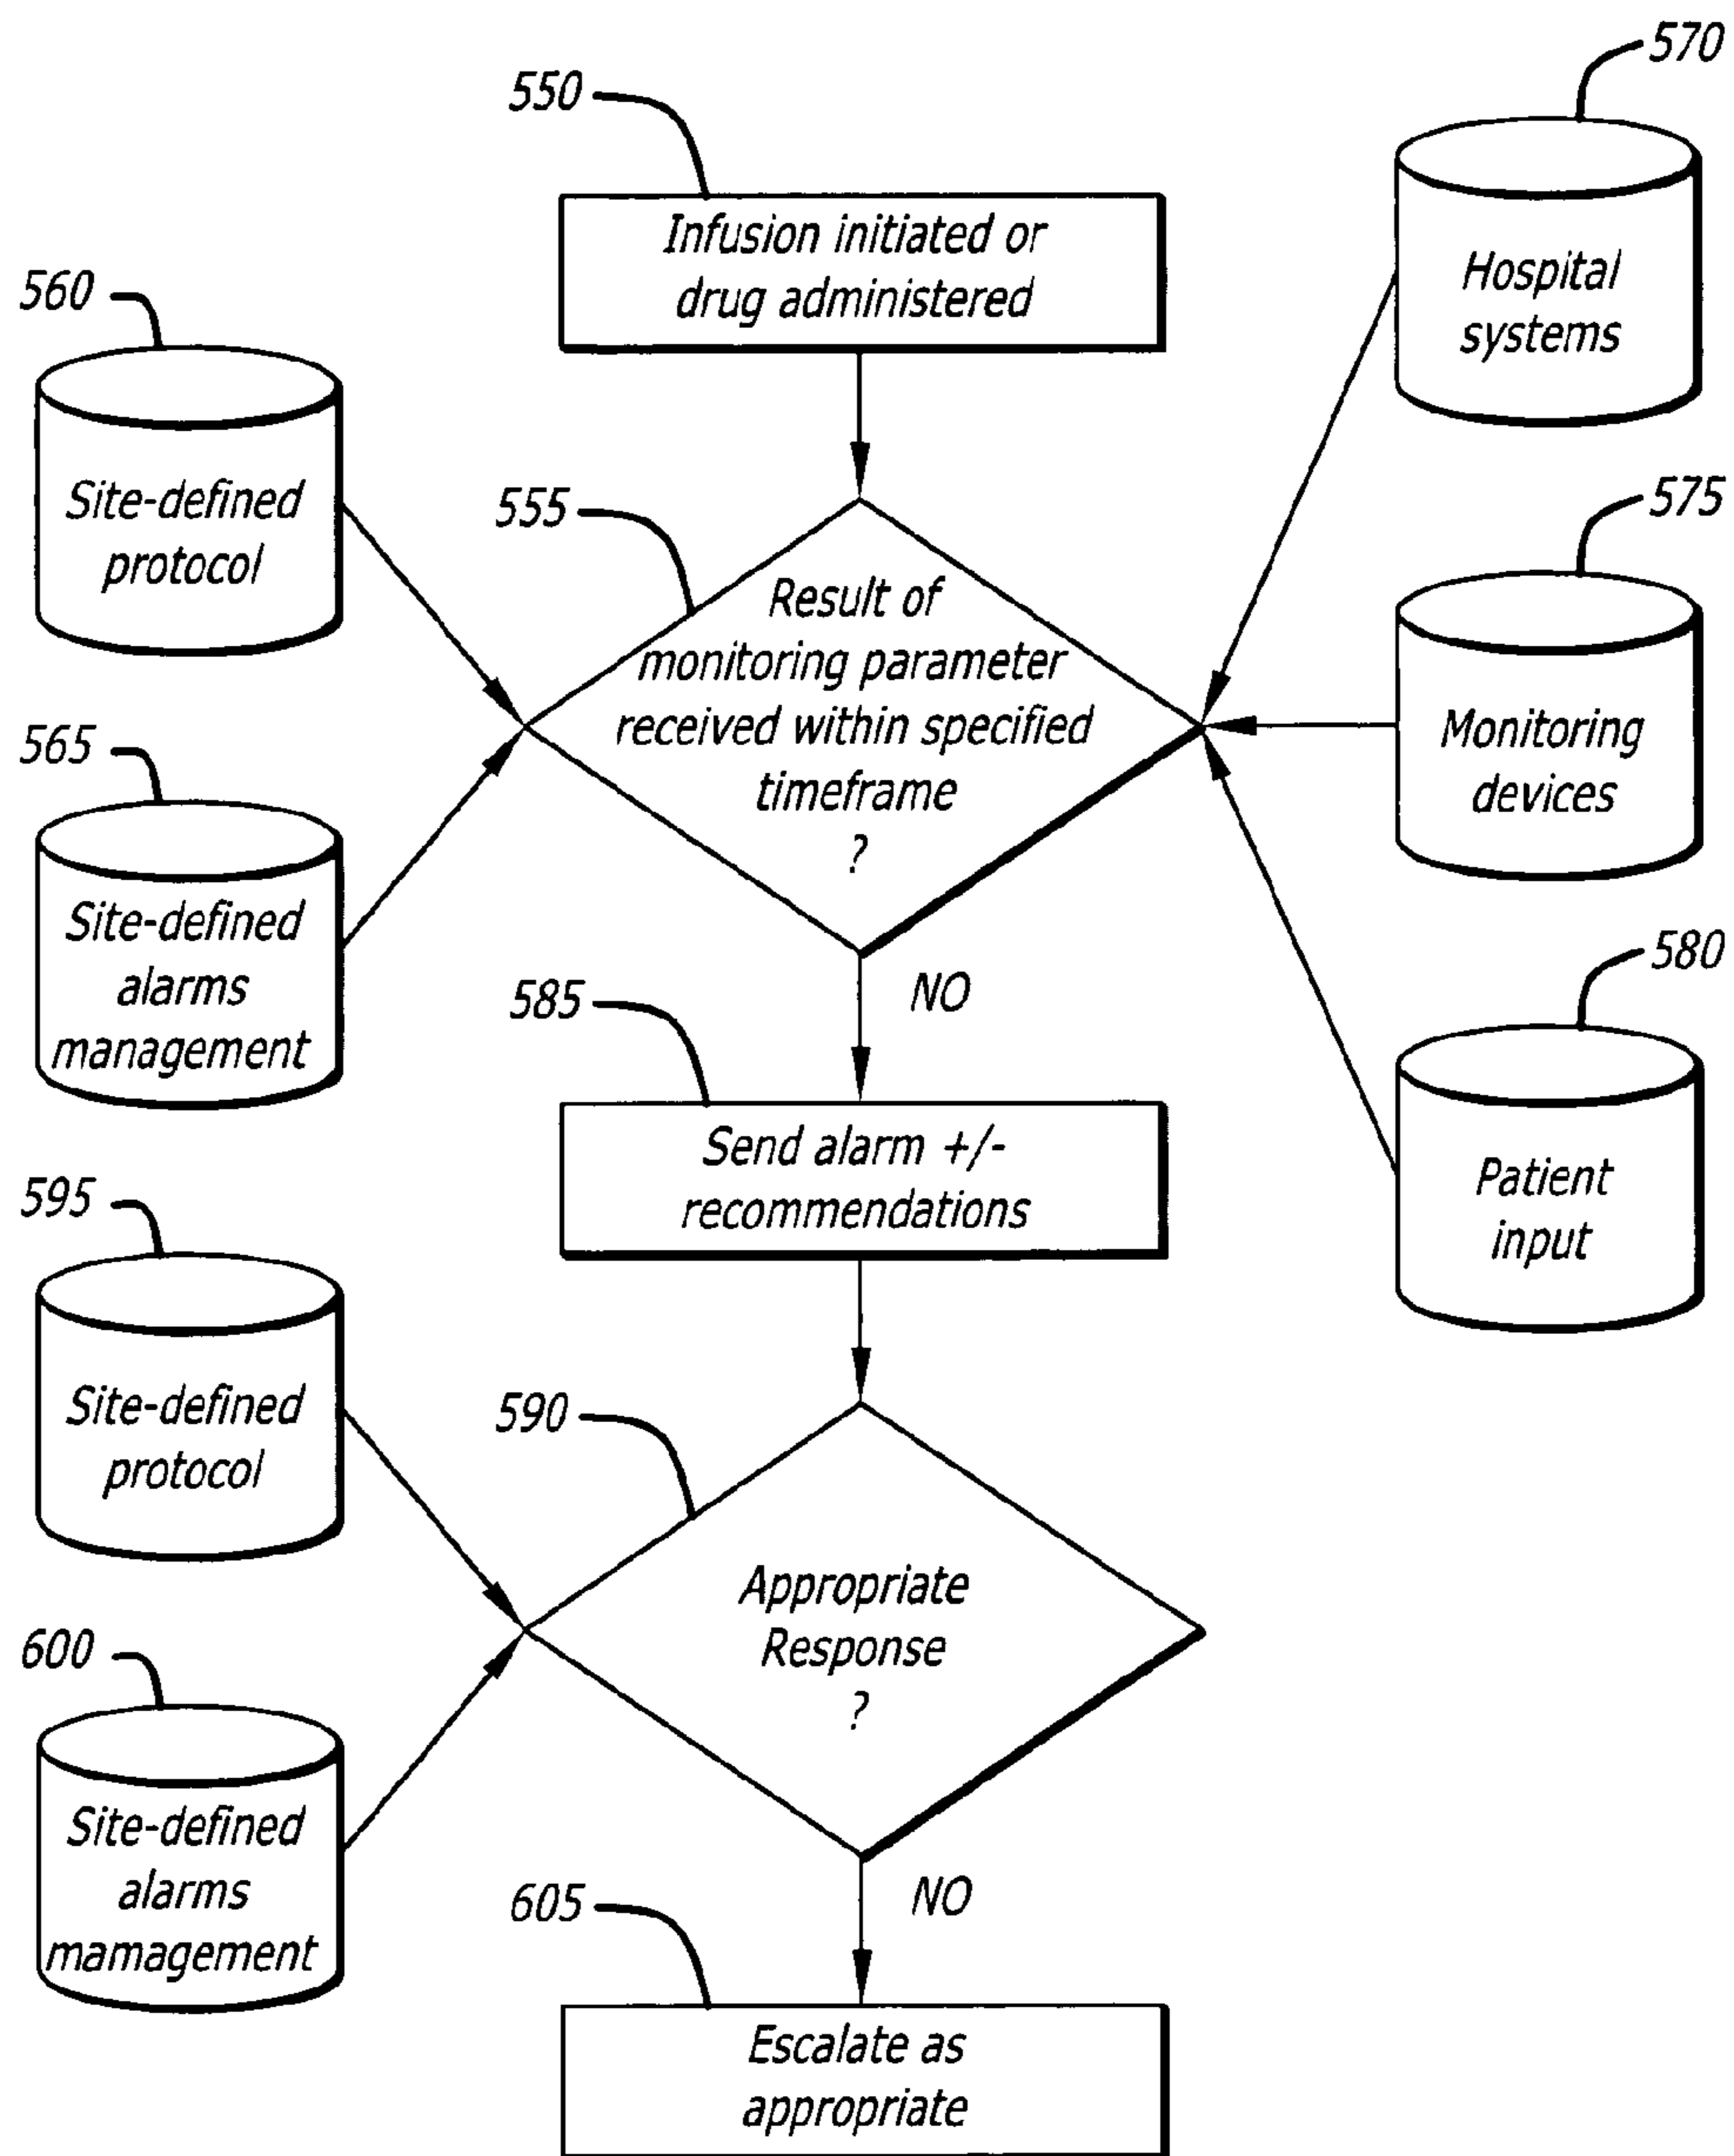 570
550
Infusion initiated or
drug administered
Hospital
systems
560
Site-defined
protocol
555
Result of
monitoring parameter
received within specified
timeframe
?
575
Monitoring
devices
565
Site-defined
alarms
management
NO
580
Patient
input
585
Send alarm +/-
recommendations
595
Site-defined
protocol
590
Appropriate
Response
?
600
Site-defined
alarms
mamagement
NO
605
Escalate as
appropriate